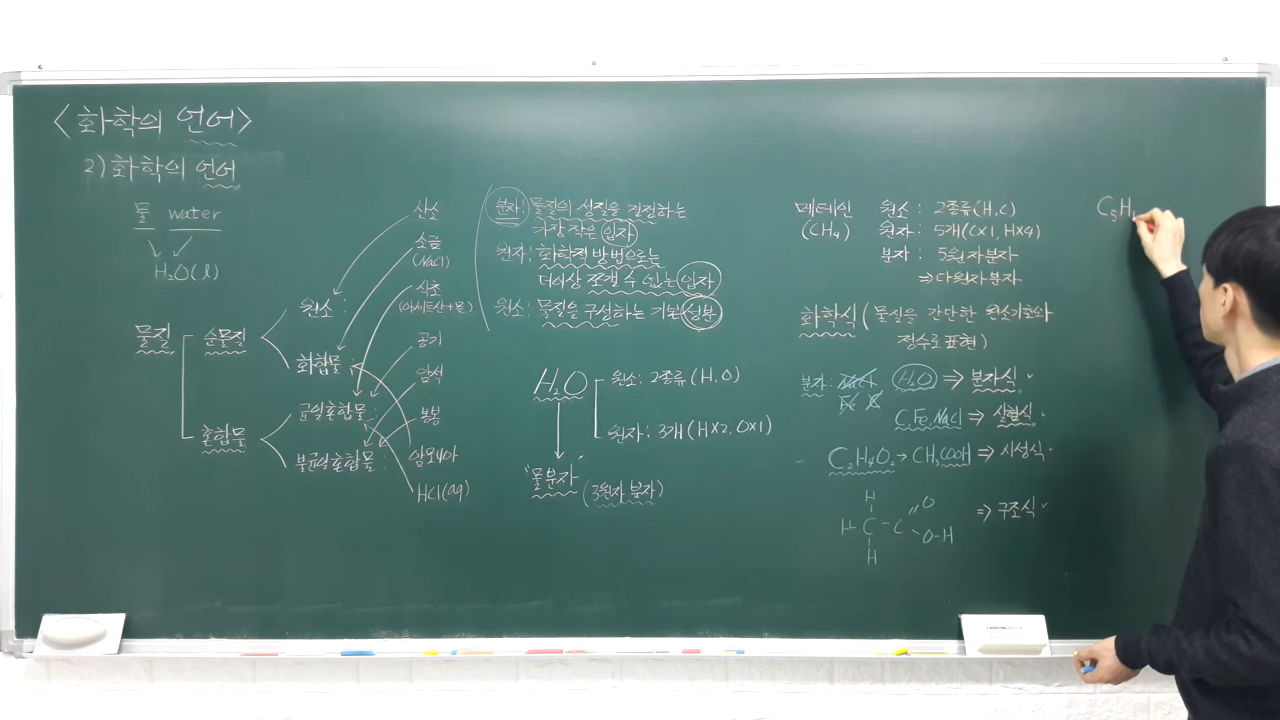 <화학의 언어>
2) 화학의 언어
물 water
H₂O(l)
물질
순물질
혼합물
원소 :
화합물 :
균일혼합물 :
불균일혼합물 :
산소
소금
(NaCl)
식초
(아세트산+물)
공기
암석
봉봉
암모니아
HCl(aq)
분자: 물질의 성질을 결정하는
가장 작은 입자
원자: 화학적 방법으로는
더이상 쪼갤 수 없는 입자
원소: 물질을 구성하는 기본 성분
H₂O
원소: 2종류(H, O)
원자: 3개(H×2, O×1)
"물분자"
(3원자 분자)
원소 : 2종류(H, C)
(CH₄) 원자 : 5개(C×1, H×4)
분자 : 5원자분자
⇒다원자분자
화학식 (물질을 간단한 원소기호와
정수로 표현)
분자: H₂O ⇒ 분자식
C, Fe, NaCl ⇒ 실험식
C₂H₄O₂ → CH₃COOH ⇒ 시성식
H
H-C-C
O
O-H
H
⇒ 구조식
C₅H